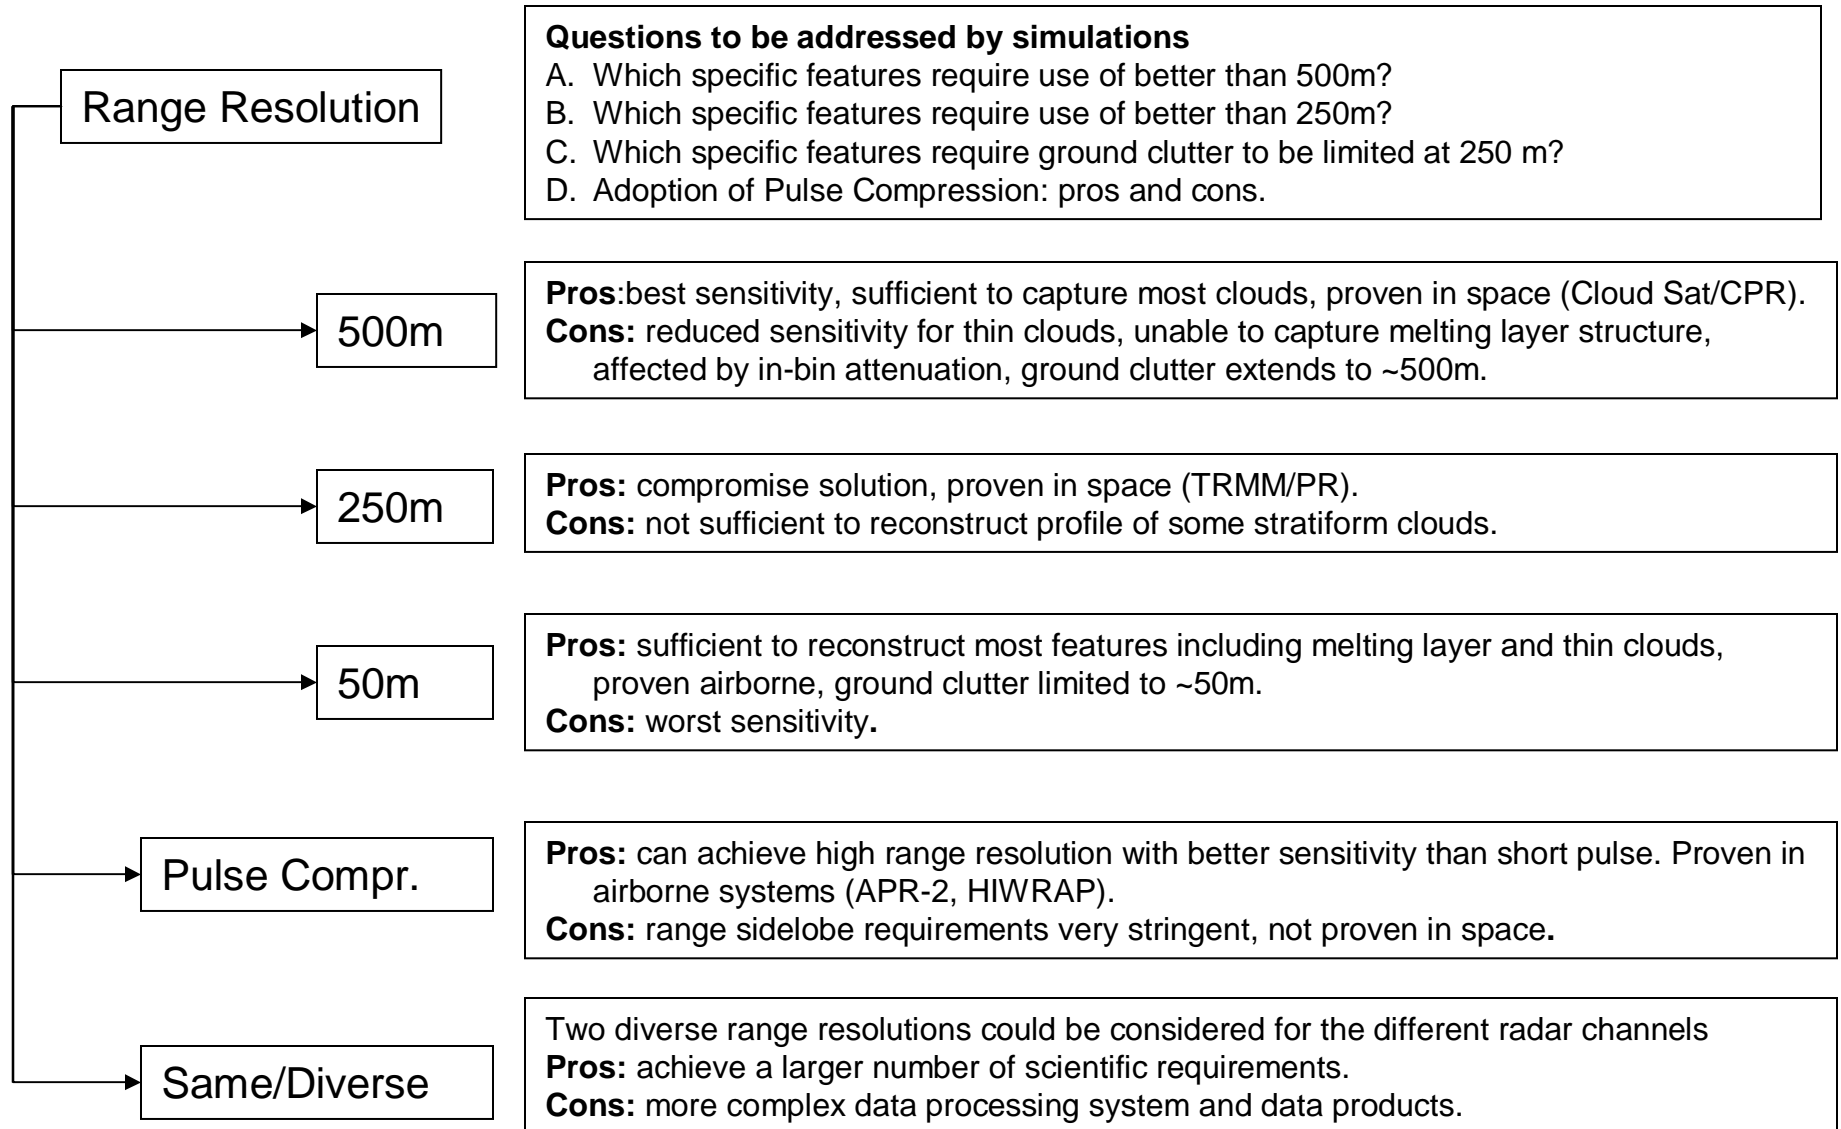 Range Resolution
Questions to be addressed by simulations
A. Which specific features require use of better than 500m?
B. Which specific features require use of better than 250m?
C. Which specific features require ground clutter to be limited at 250 m?
D. Adoption of Pulse Compression: pros and cons.
500m
Pros:best sensitivity, sufficient to capture most clouds, proven in space (Cloud Sat/CPR).
Cons: reduced sensitivity for thin clouds, unable to capture melting layer structure,
affected by in-bin attenuation, ground clutter extends to ~500m.
250m
Pros: compromise solution, proven in space (TRMM/PR).
Cons: not sufficient to reconstruct profile of some stratiform clouds.
50m
Pros: sufficient to reconstruct most features including melting layer and thin clouds,
proven airborne, ground clutter limited to ~50m.
Cons: worst sensitivity.
Pulse Compr.
Pros: can achieve high range resolution with better sensitivity than short pulse. Proven in
airborne systems (APR-2, HIWRAP).
Cons: range sidelobe requirements very stringent, not proven in space.
Same/Diverse
Two diverse range resolutions could be considered for the different radar channels
Pros: achieve a larger number of scientific requirements.
Cons: more complex data processing system and data products.